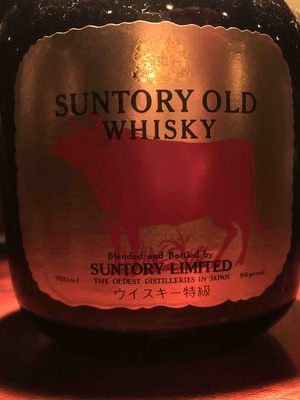 SUNTORY OLD
WHISKY
Blended and Bottled by
SUNTORY LIMITED
760ml THE OLDEST DISTILLERIES IN JAPAN 86proof
ウイスキー特級